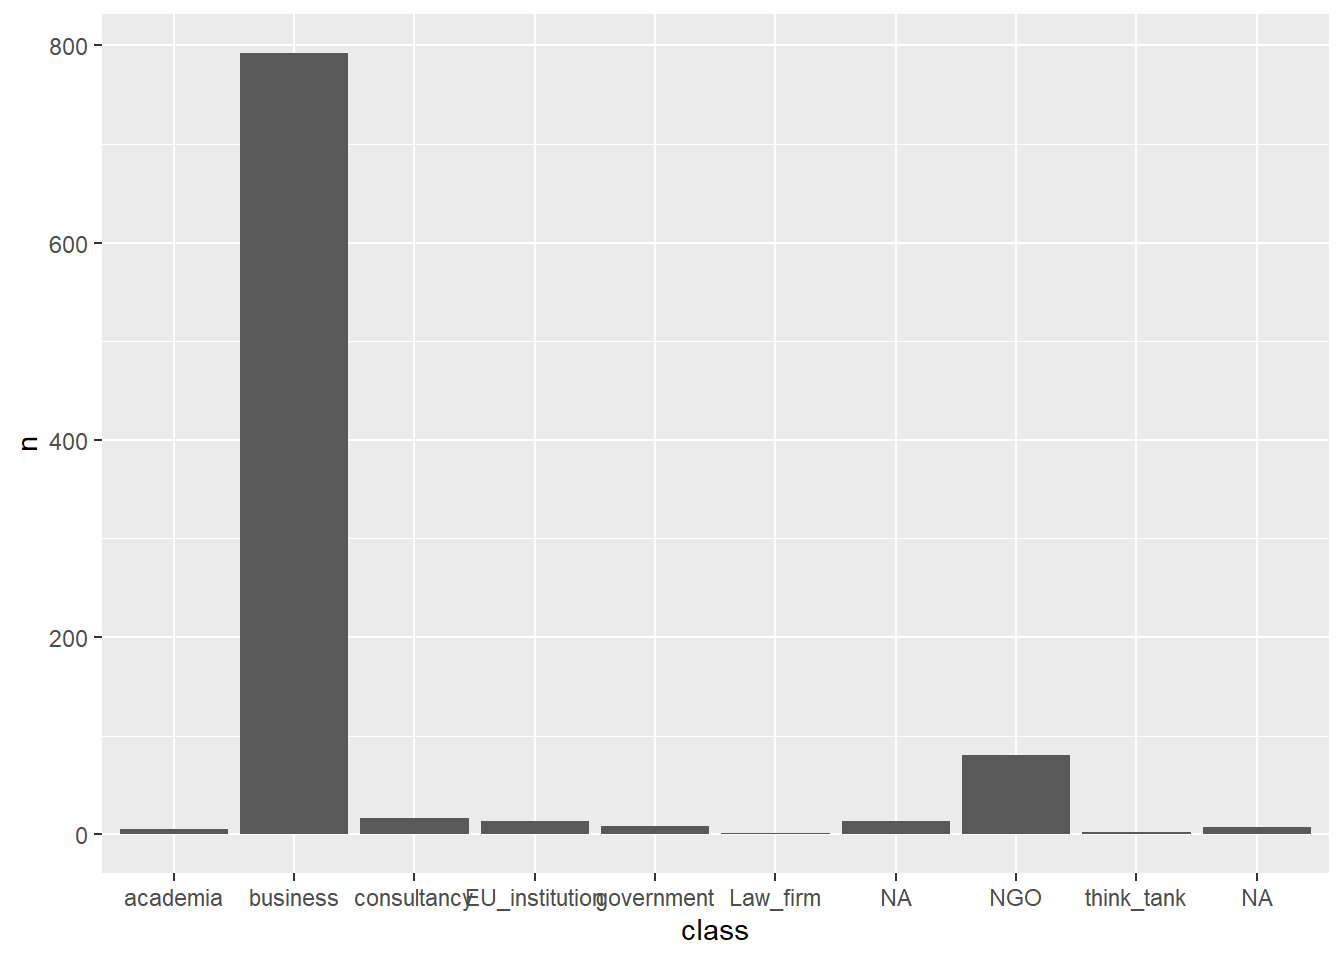 800
600
400
200
0
n
academia business consultancy EU_institution government Law_firm NA NGO think_tank NA
class